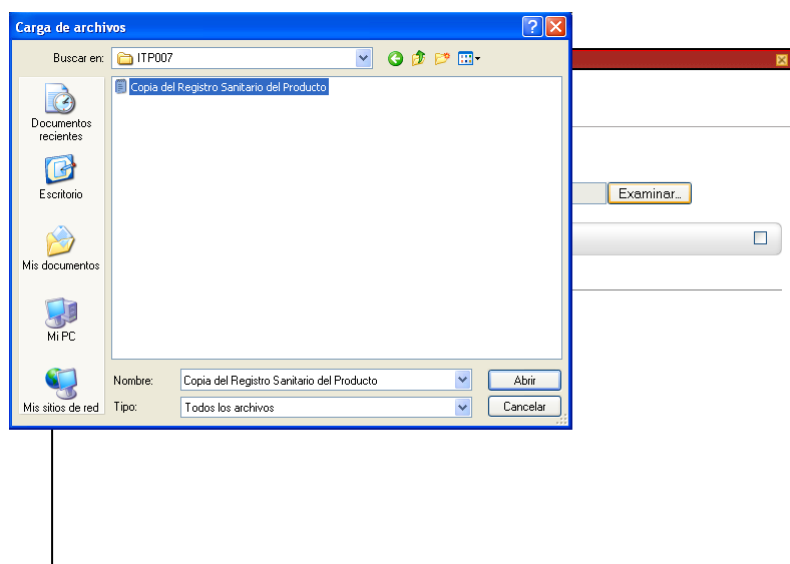 Carga de archivos
Buscar en: ITP007
Copia del Registro Sanitario del Producto
Documentos
recientes
Escritorio
Mis documentos
Mi PC
Mis sitios de red
Nombre: Copia del Registro Sanitario del Producto Abrir
Tipo: Todos los archivos Cancelar
Examinar...